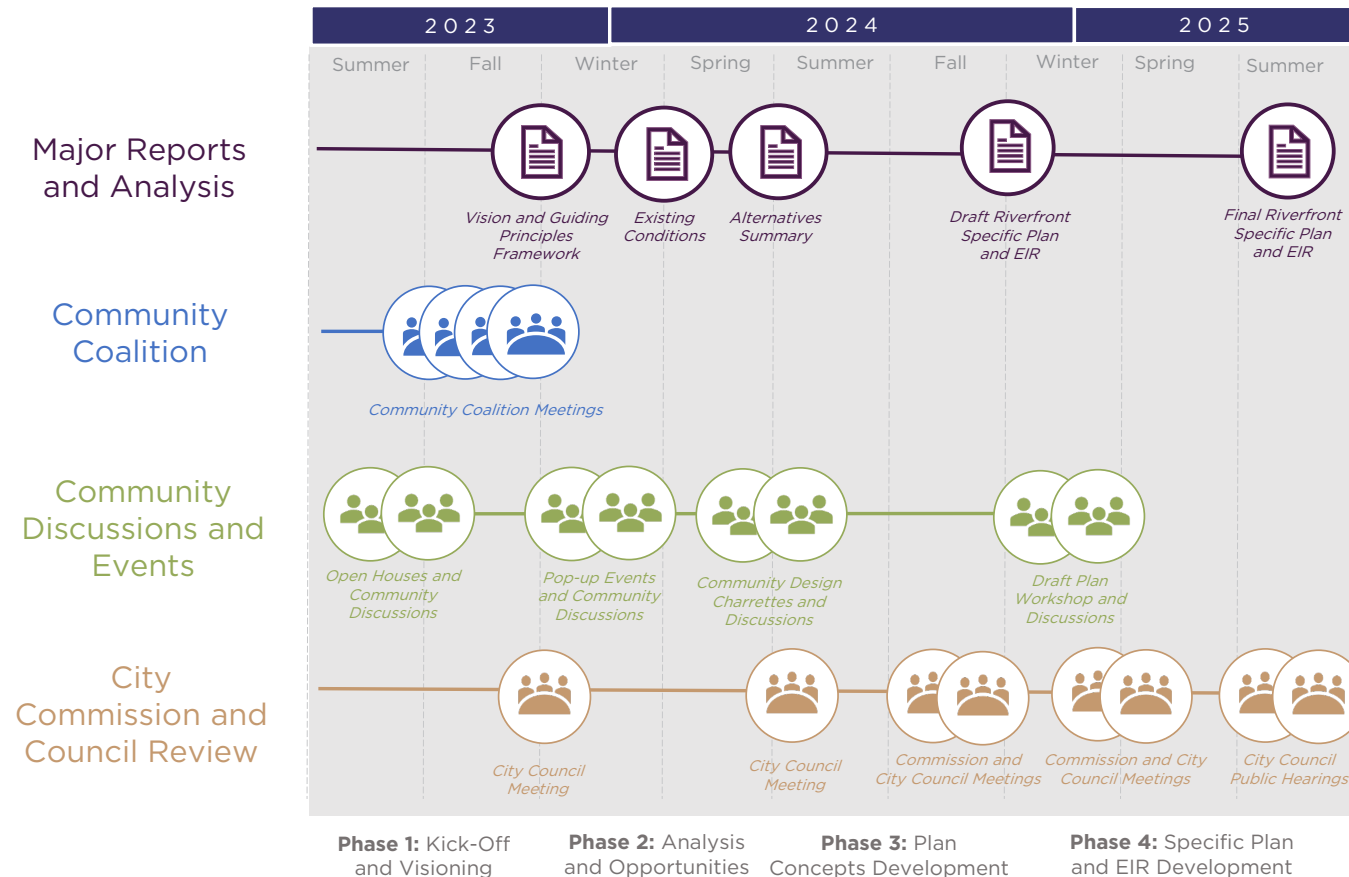 2023 2024 2025
Summer Fall Winter Spring Summer Fall Winter Spring Summer
Major Reports
and Analysis
Vision and Guiding
Principles
Framework
Existing
Conditions
Alternatives
Summary
Draft Riverfront
Specific Plan
and EIR
Final Riverfront
Specific Plan
and EIR
Community
Coalition
Community Coalition Meetings
Community
Discussions and
Events
Open Houses and
Community
Discussions
Pop-up Events
and Community
Discussions
Community Design
Charrettes and
Discussions
Draft Plan
Workshop and
Discussions
City
Commission and
Council Review
City Council
Meeting
City Council
Meeting
Commission and
City Council Meetings
Commission and City
Council Meetings
City Council
Public Hearings
Phase 1: Kick-Off
and Visioning
Phase 2: Analysis
and Opportunities
Phase 3: Plan
Concepts Development
Phase 4: Specific Plan
and EIR Development